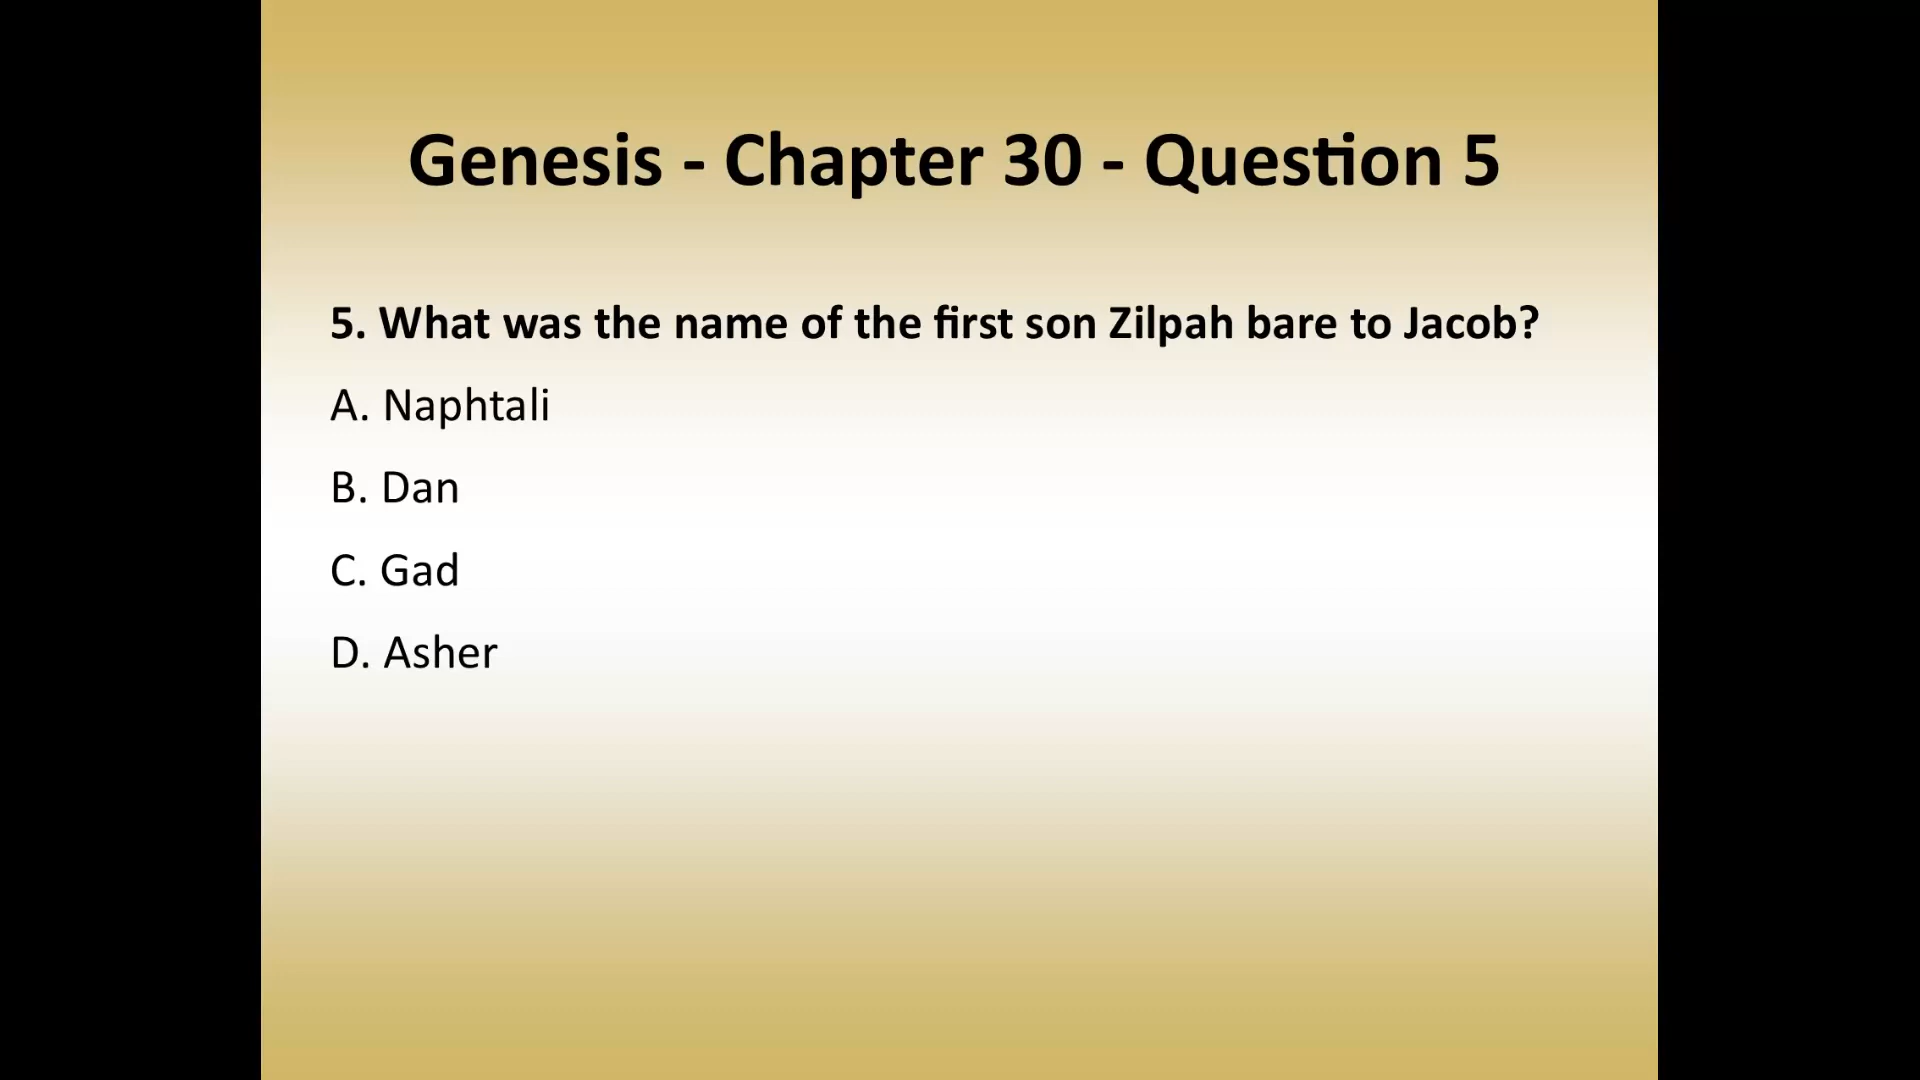 Genesis - Chapter 30 - Question 5
5. What was the name of the first son Zilpah bare to Jacob?
A. Naphtali
B. Dan
C. Gad
D. Asher